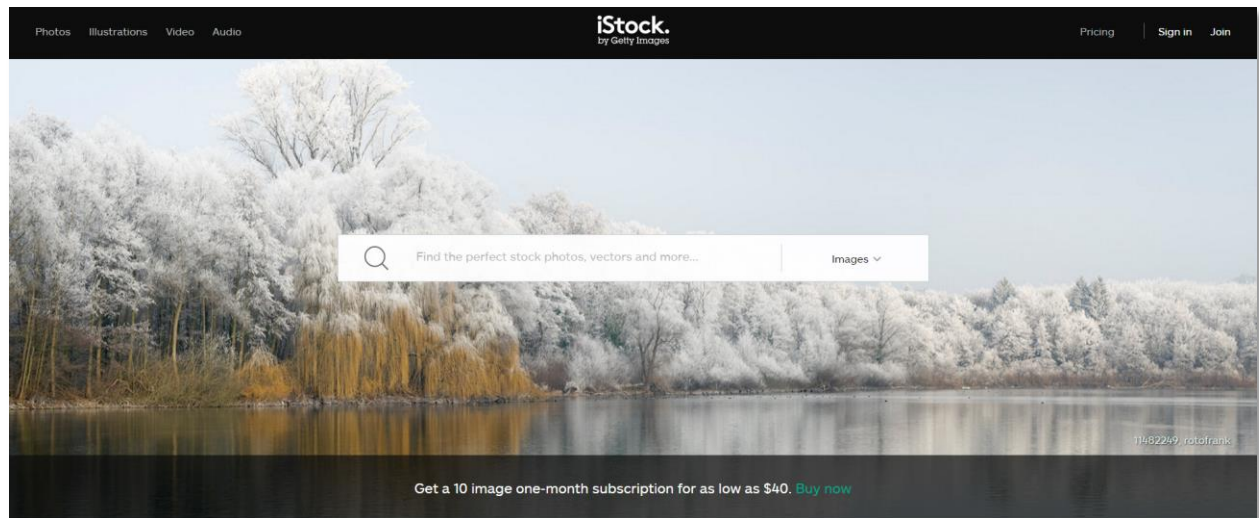 Photos Illustrations Video Audio
iStock.
by Getty Images
Pricing Sign in Join
Find the perfect stock photos, vectors and more...
Images
11482249, rotofrank
Get a 10 image one-month subscription for as low as $40. Buy now